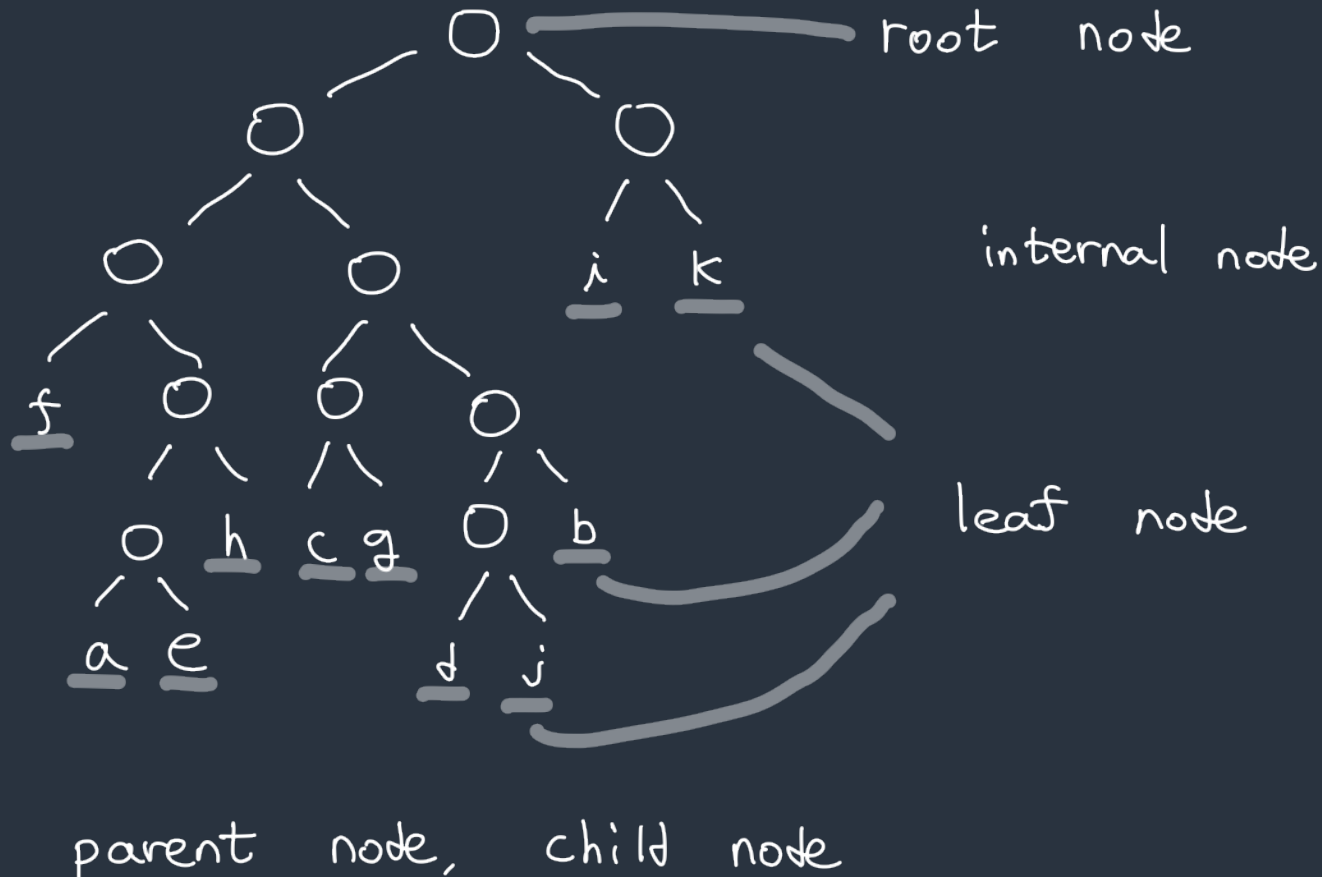 root node
internal node
i k
f
leaf node
h c g b
a e d j
parent node, child node